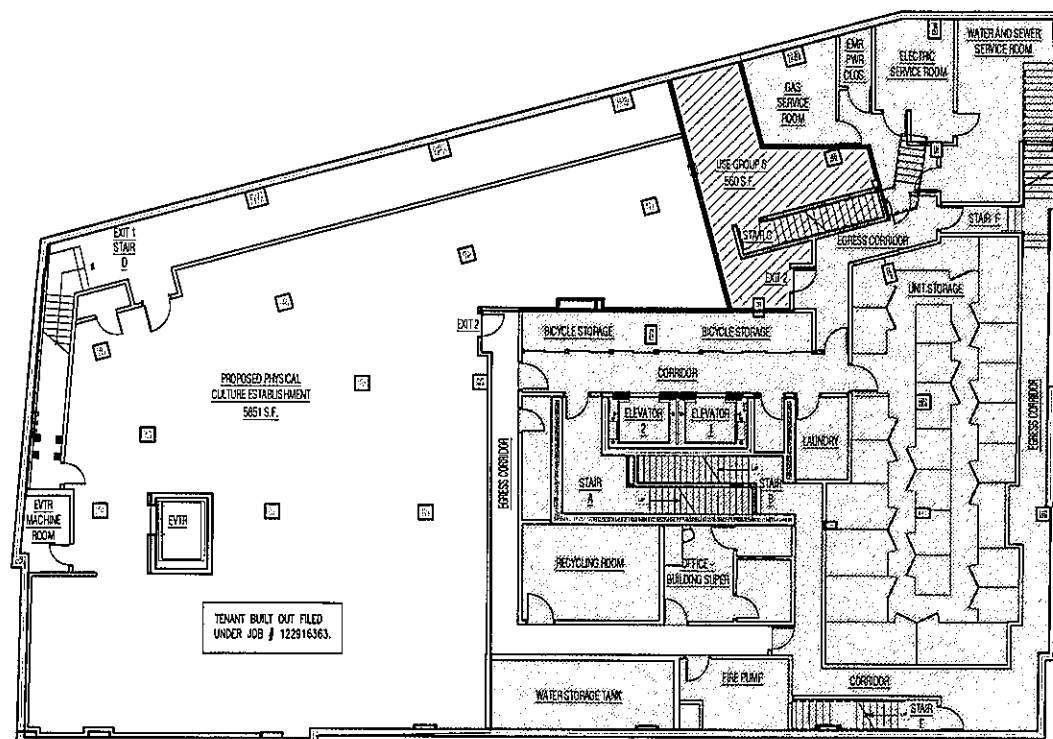 WATER AND SEWER
SERVICE ROOM
EMR
PWR
CLOS.
ELECTRIC
SERVICE ROOM
GAS
SERVICE
ROOM
USE GROUP 6
560 S.F.
EXIT 1
STAIR
D
STAIR C
STAIR F
EGRESS CORRIDOR
EXIT 2
UNIT STORAGE
EXIT 2
BICYCLE STORAGE
BICYCLE STORAGE
CORRIDOR
PROPOSED PHYSICAL
CULTURE ESTABLISHMENT
5851 S.F.
ELEVATOR
2
ELEVATOR
1
LAUNDRY
EGRESS CORRIDOR
EGRESS CORRIDOR
STAIR
A
STAIR
B
EVTR
MACHINE
ROOM
EVTR
RECYCLING ROOM
OFFICE -
BUILDING SUPER
TENANT BUILT OUT FILED
UNDER JOB # 122916363.
CORRIDOR
FIRE PUMP
WATER STORAGE TANK
STAIR
E